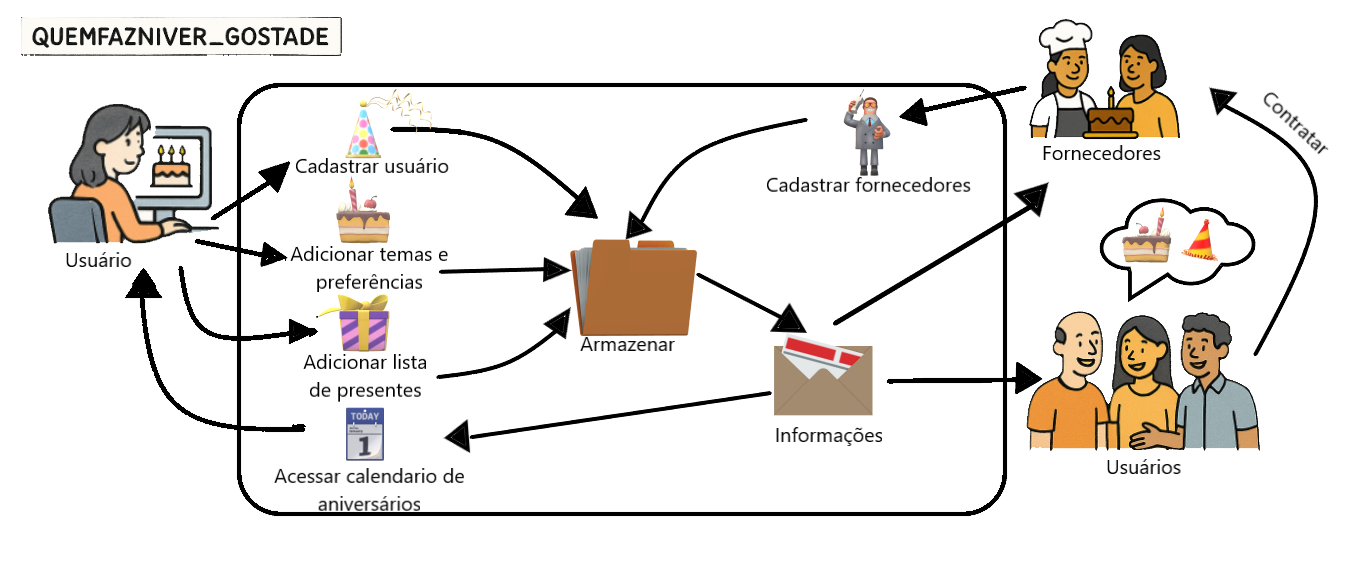 QUEMFAZNIVER_GOSTADE
Usuário
Cadastrar usuário
Adicionar temas e
preferências
Adicionar lista
de presentes
TODAY
1
Acessar calendario de
aniversários
Armazenar
Cadastrar fornecedores
Informações
Fornecedores
Contratar
Usuários